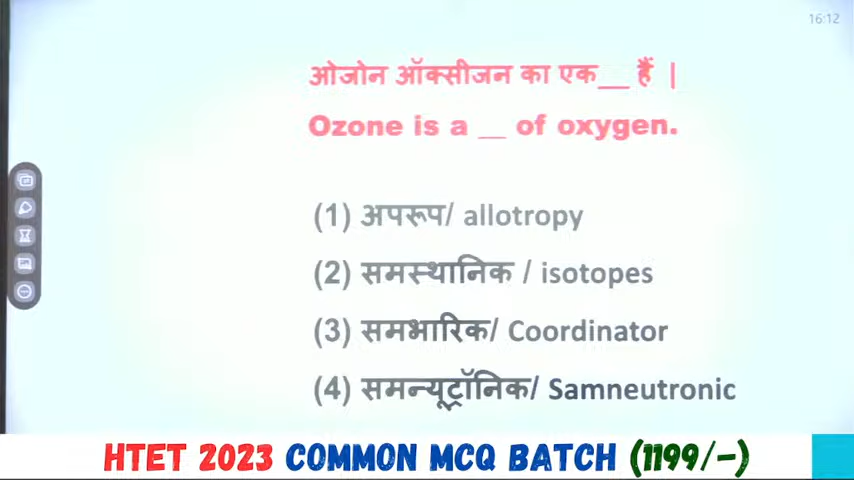 16:12
ओजोन ऑक्सीजन का एक__ हैं |
Ozone is a __ of oxygen.
(1) अपरूप/ allotropy
(2) समस्थानिक / isotopes
(3) समभारिक/ Coordinator
(4) समन्यूट्रॉनिक/ Samneutronic
HTET 2023 COMMON MCQ BATCH (1199/-)